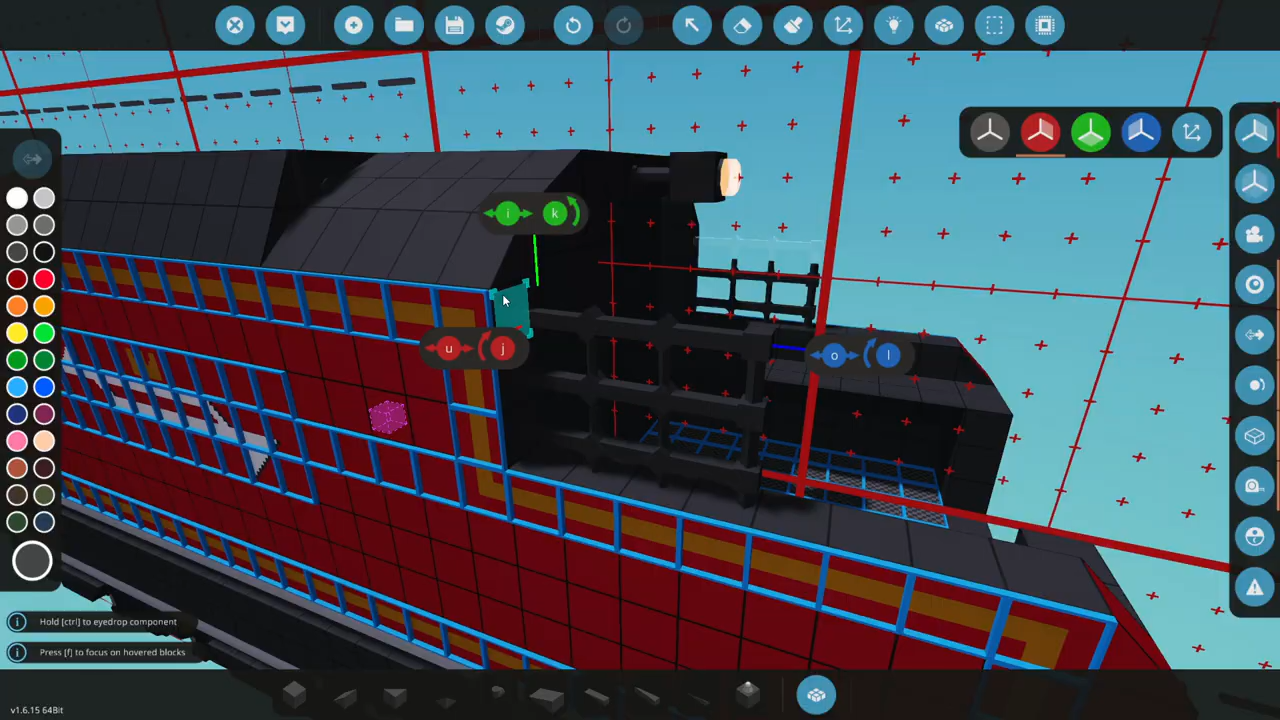 i k
u j
o l
Hold [ctrl] to eyedrop component
Press [f] to focus on hovered blocks
v1.6.15 64Bit